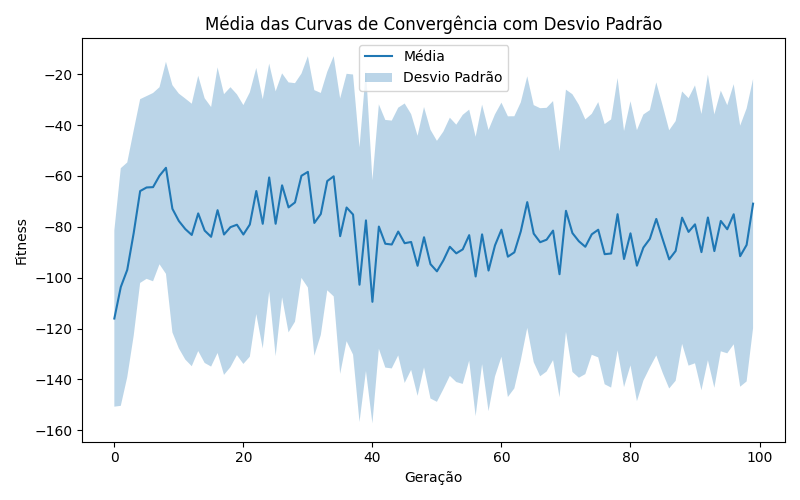 Média das Curvas de Convergência com Desvio Padrão
Média
Desvio Padrão
Fitness
−20
−40
−60
−80
−100
−120
−140
−160
0 20 40 60 80 100
Geração